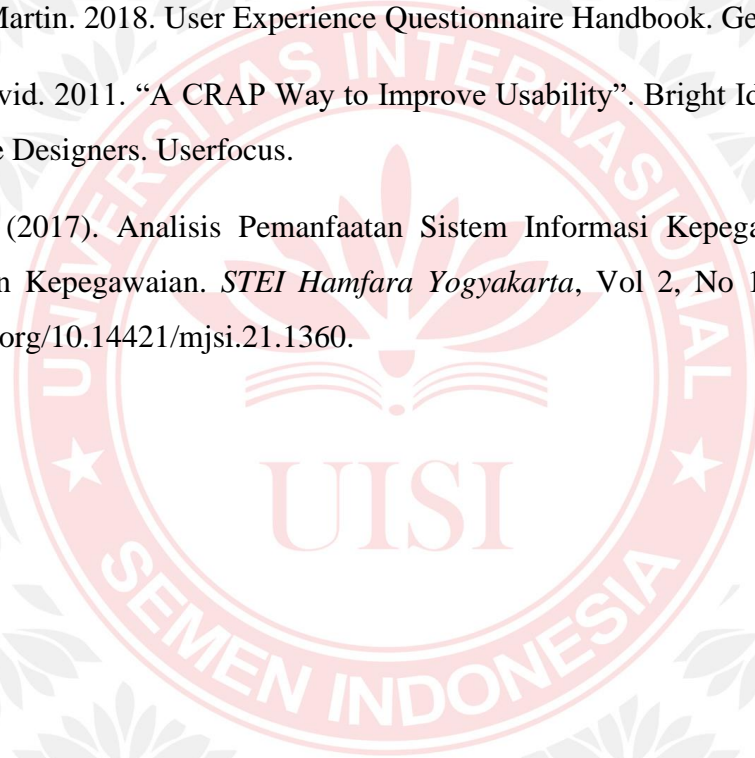 Martin. 2018. User Experience Questionnaire Handbook. Ge
vid. 2011. “A CRAP Way to Improve Usability”. Bright Id
e Designers. Userfocus.
(2017). Analisis Pemanfaatan Sistem Informasi Kepega
n Kepegawaian. STEI Hamfara Yogyakarta, Vol 2, No 1
org/10.14421/mjsi.21.1360.
UNIVERSITAS INTERNASIONAL
UISI
SEMEN INDONESIA